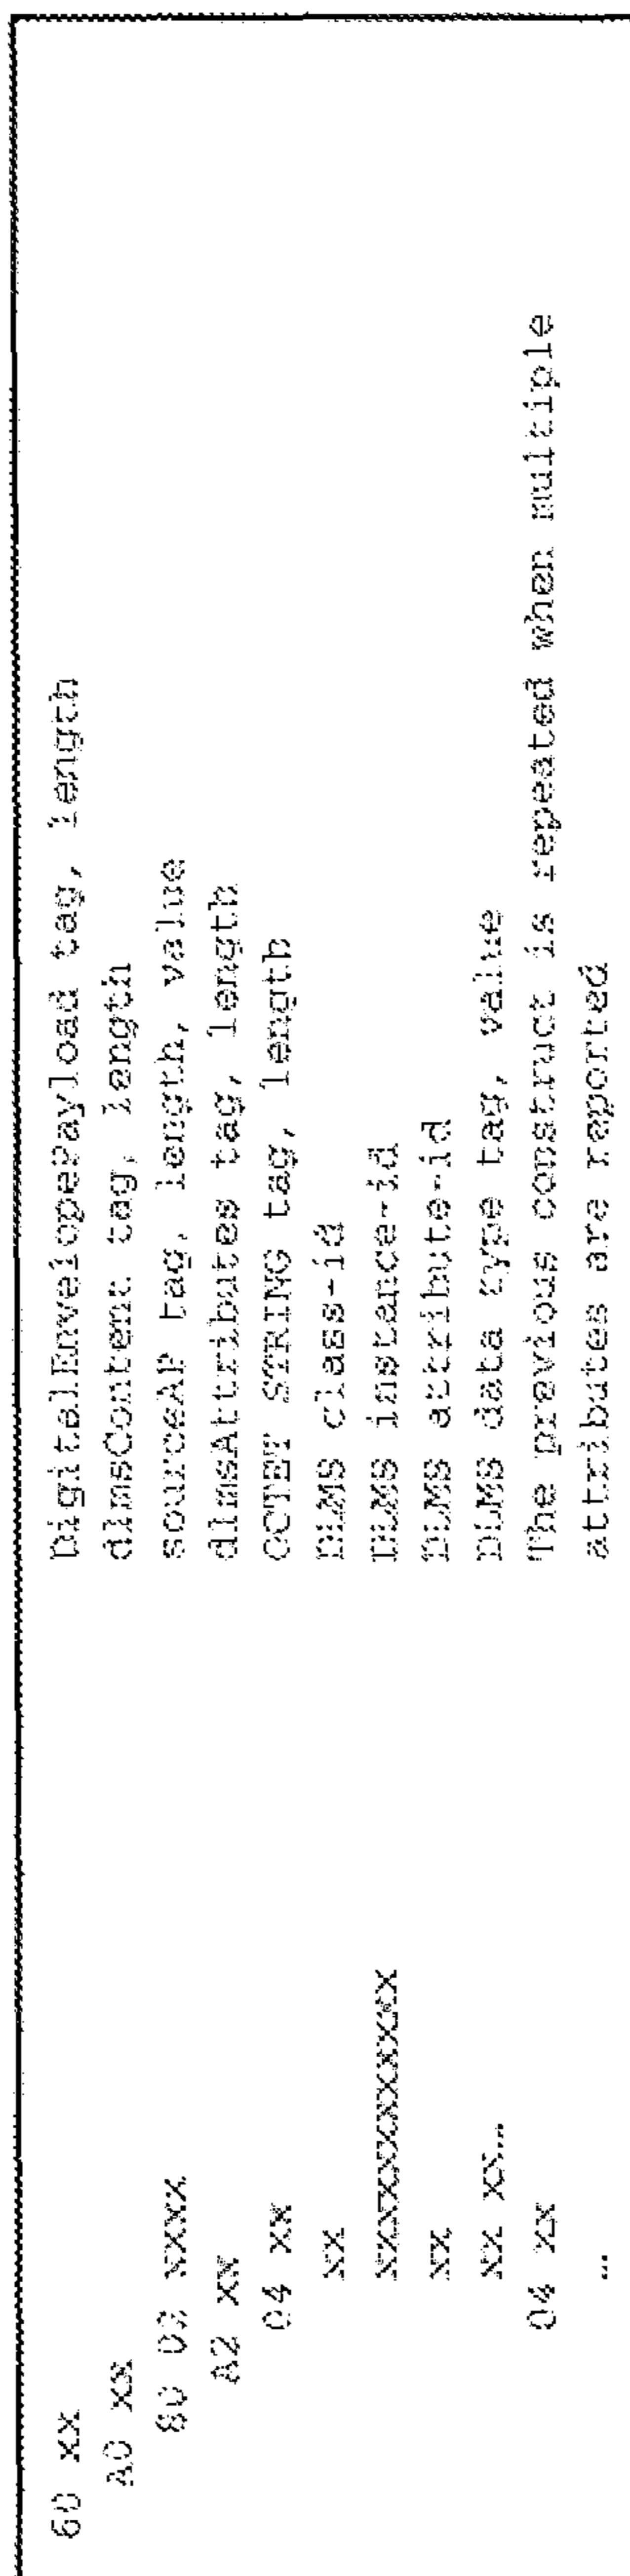 60 xx DigitalEnvelopePayload tag, length
A0 xx dlmsContent tag, length
80 02 xxxx sourceAP tag, length, value
A2 xx dlmsAttributes tag, length
04 xx OCTET STRING tag, length
xx DLMS class-id
xxxxxxxxxxxx DLMS instance-id
xx DLMS attribute-id
xx xx… DLMS data type tag, value
04 xx The previous construct is repeated when multiple
… attributes are reported